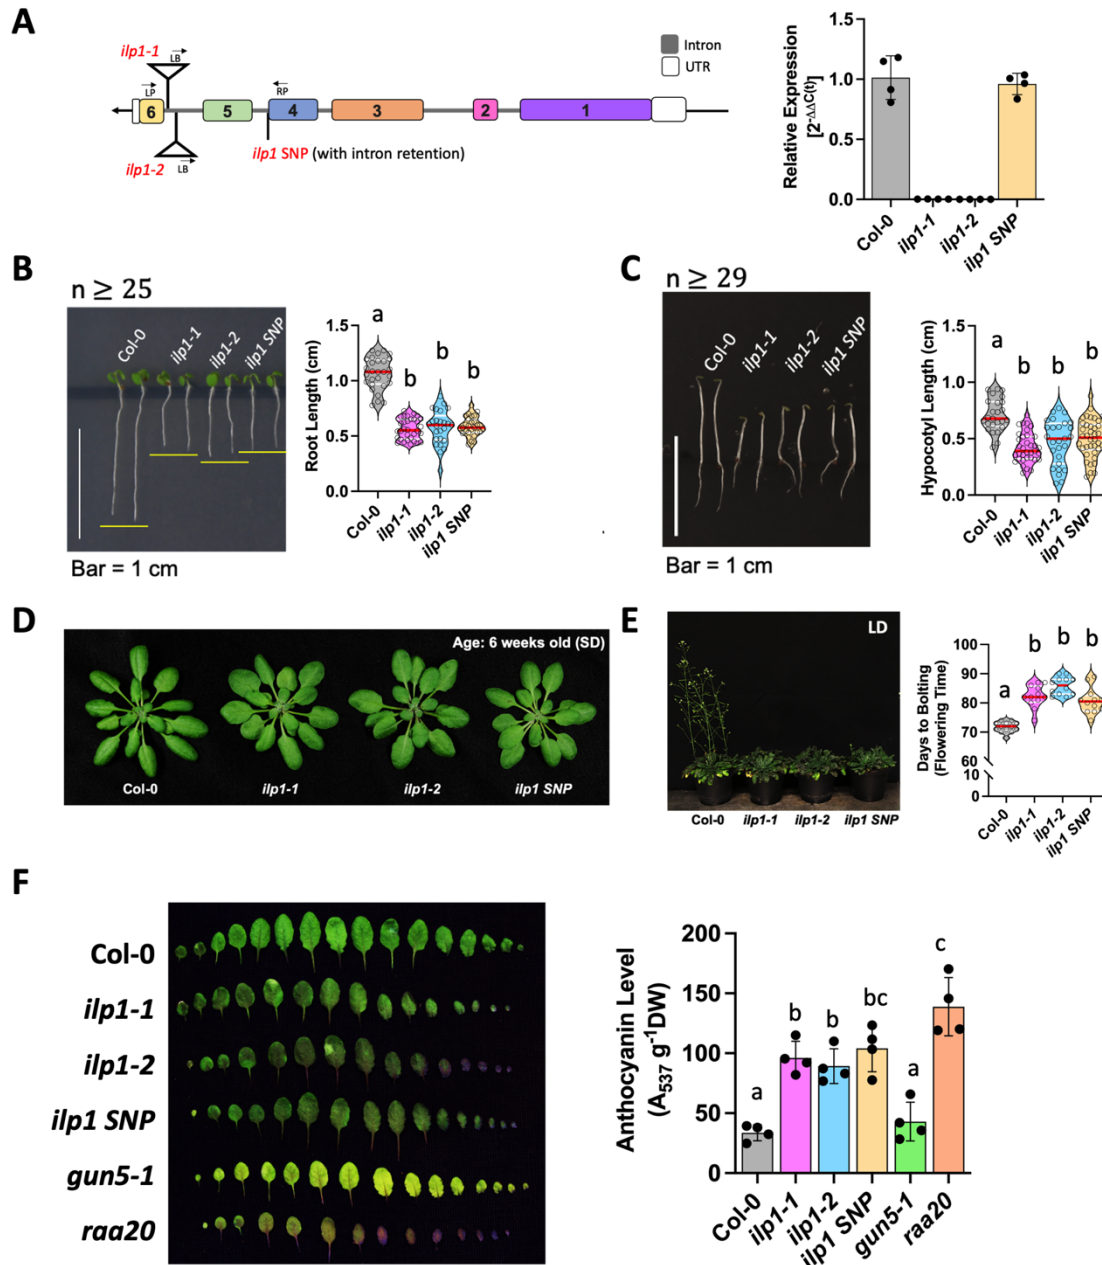 A
ilp1-1
LB
LP
RP
Intron
UTR
6
5
4
3
2
1
LB
ilp1-2
ilp1 SNP (with intron retention)
Relative Expression
[2-ΔΔC(t)]
1.5
1.0
0.5
0.0
Col-0
ilp1-1
ilp1-2
ilp1 SNP
B
n ≥ 25
Col-0
ilp1-1
ilp1-2
ilp1 SNP
Bar = 1 cm
Root Length (cm)
1.5
1.0
0.5
0.0
a
b
b
b
Col-0
ilp1-1
ilp1-2
ilp1 SNP
C
n ≥ 29
Col-0
ilp1-1
ilp1-2
ilp1 SNP
Bar = 1 cm
Hypocotyl Length (cm)
1.5
1.0
0.5
0.0
a
b
b
b
Col-0
ilp1-1
ilp1-2
ilp1 SNP
D
Age: 6 weeks old (SD)
Col-0
ilp1-1
ilp1-2
ilp1 SNP
E
LD
Col-0
ilp1-1
ilp1-2
ilp1 SNP
Days to Bolting
(Flowering Time)
100
90
80
70
60
10
0
a
b
b
b
Col-0
ilp1-1
ilp1-2
ilp1 SNP
F
Col-0
ilp1-1
ilp1-2
ilp1 SNP
gun5-1
raa20
Anthocyanin Level
(A537 g-1DW)
200
150
100
50
0
a
b
b
bc
a
c
Col-0
ilp1-1
ilp1-2
ilp1 SNP
gun5-1
raa20